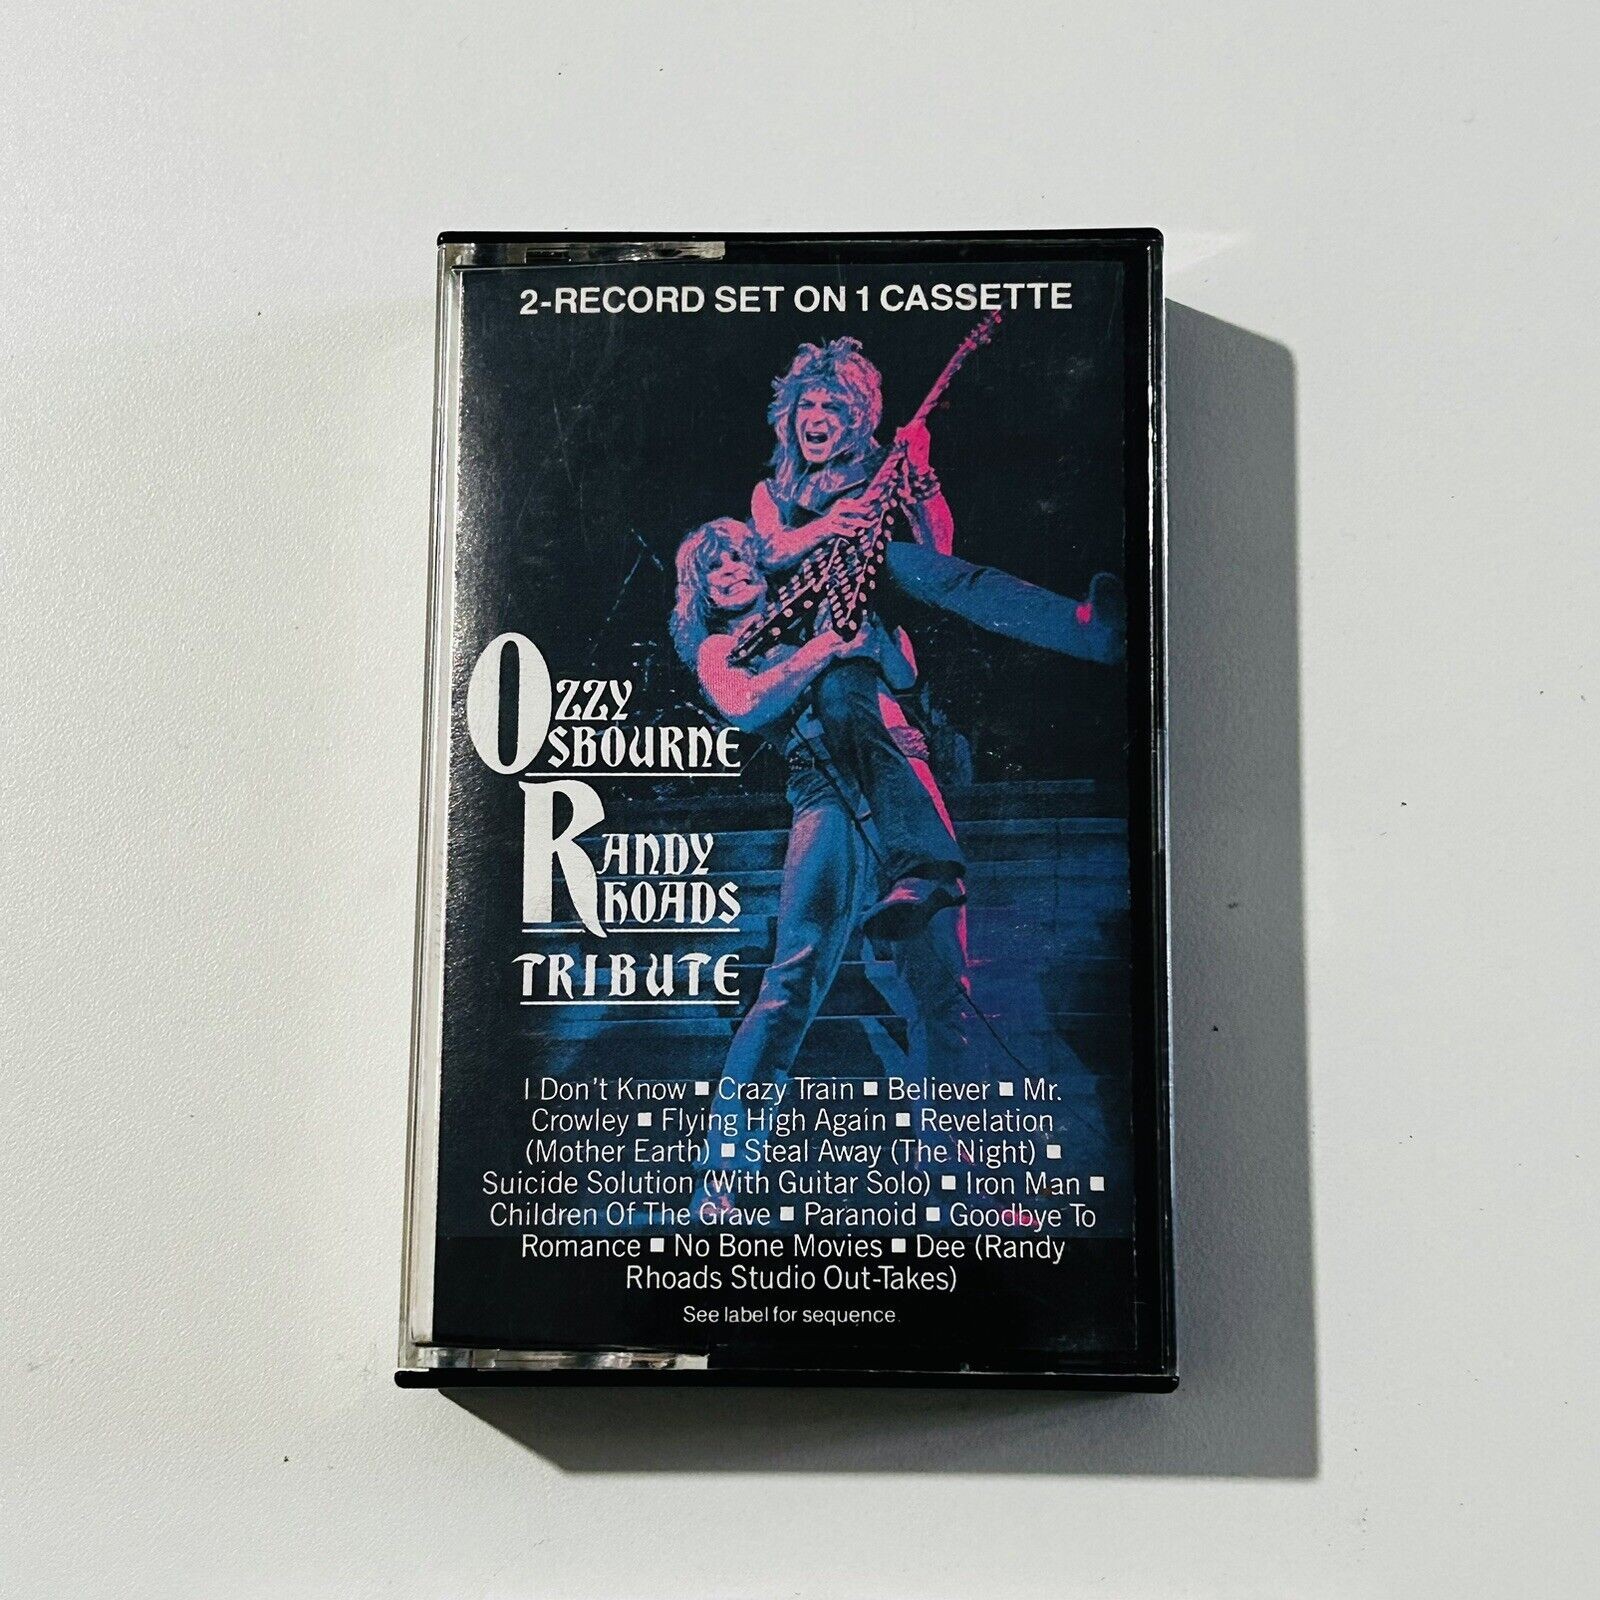 2-RECORD SET ON 1 CASSETTE
OZZY
OSBOURNE
RANDY
RHOADS
TRIBUTE
I Don't Know ■ Crazy Train ■ Believer ■ Mr.
Crowley ■ Flying High Again ■ Revelation
(Mother Earth) ■ Steal Away (The Night) ■
Suicide Solution (With Guitar Solo) ■ Iron Man ■
Children Of The Grave ■ Paranoid ■ Goodbye To
Romance ■ No Bone Movies ■ Dee (Randy
Rhoads Studio Out-Takes)
See label for sequence.